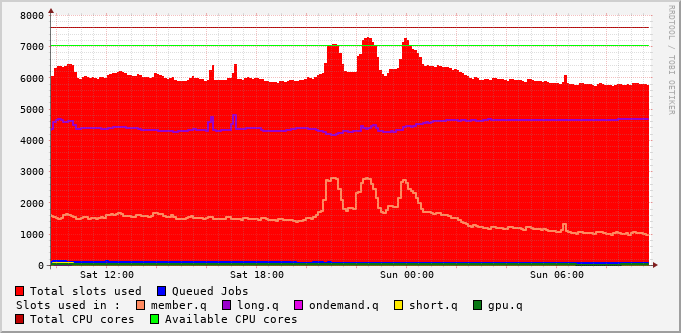 8000
7000
6000
5000
4000
3000
2000
1000
0
Sat 12:00 Sat 18:00 Sun 00:00 Sun 06:00
Total slots used Queued Jobs
Slots used in : member.q long.q ondemand.q short.q gpu.q
Total CPU cores Available CPU cores
RRDTOOL / TOBI OETIKER